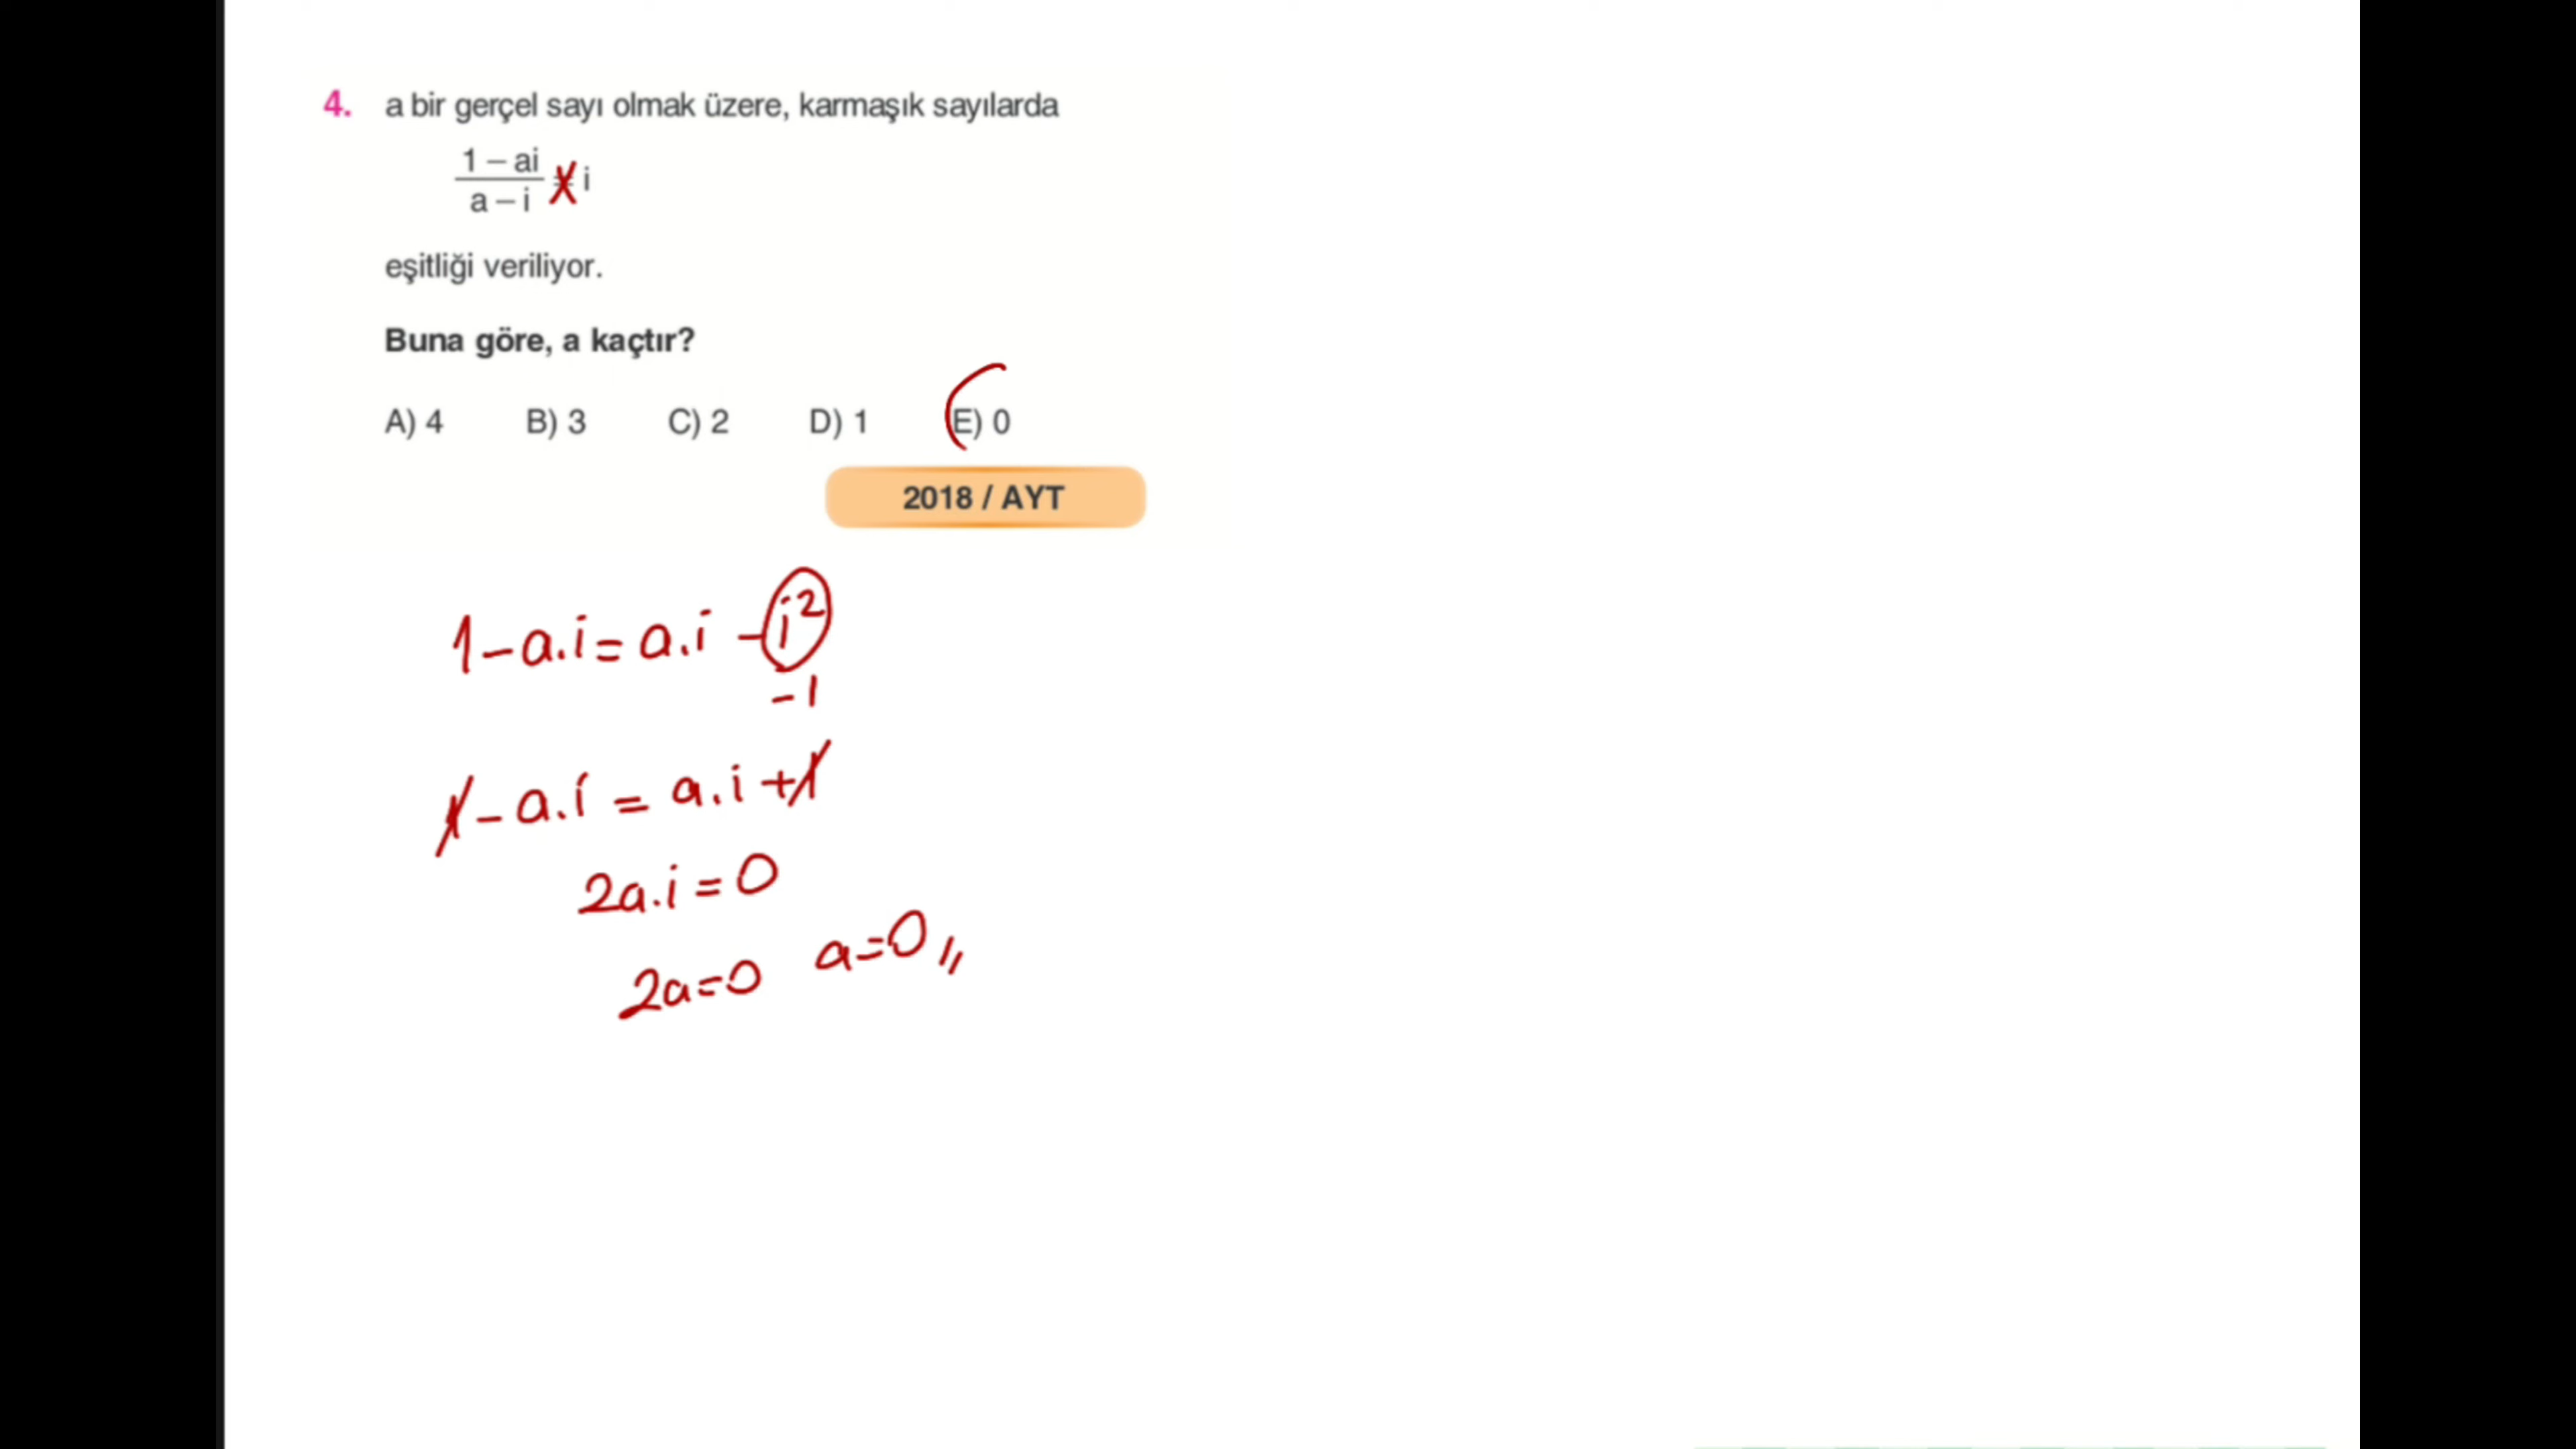 4. a bir gerçel sayı olmak üzere, karmaşık sayılarda
1 – ai
a – i
= i
eşitliği veriliyor.
Buna göre, a kaçtır?
A) 4 B) 3 C) 2 D) 1 E) 0
2018 / AYT
1 - a.i = a.i - i²
-1
1 - a.i = a.i + 1
2a.i = 0
2a = 0 a = 0 //